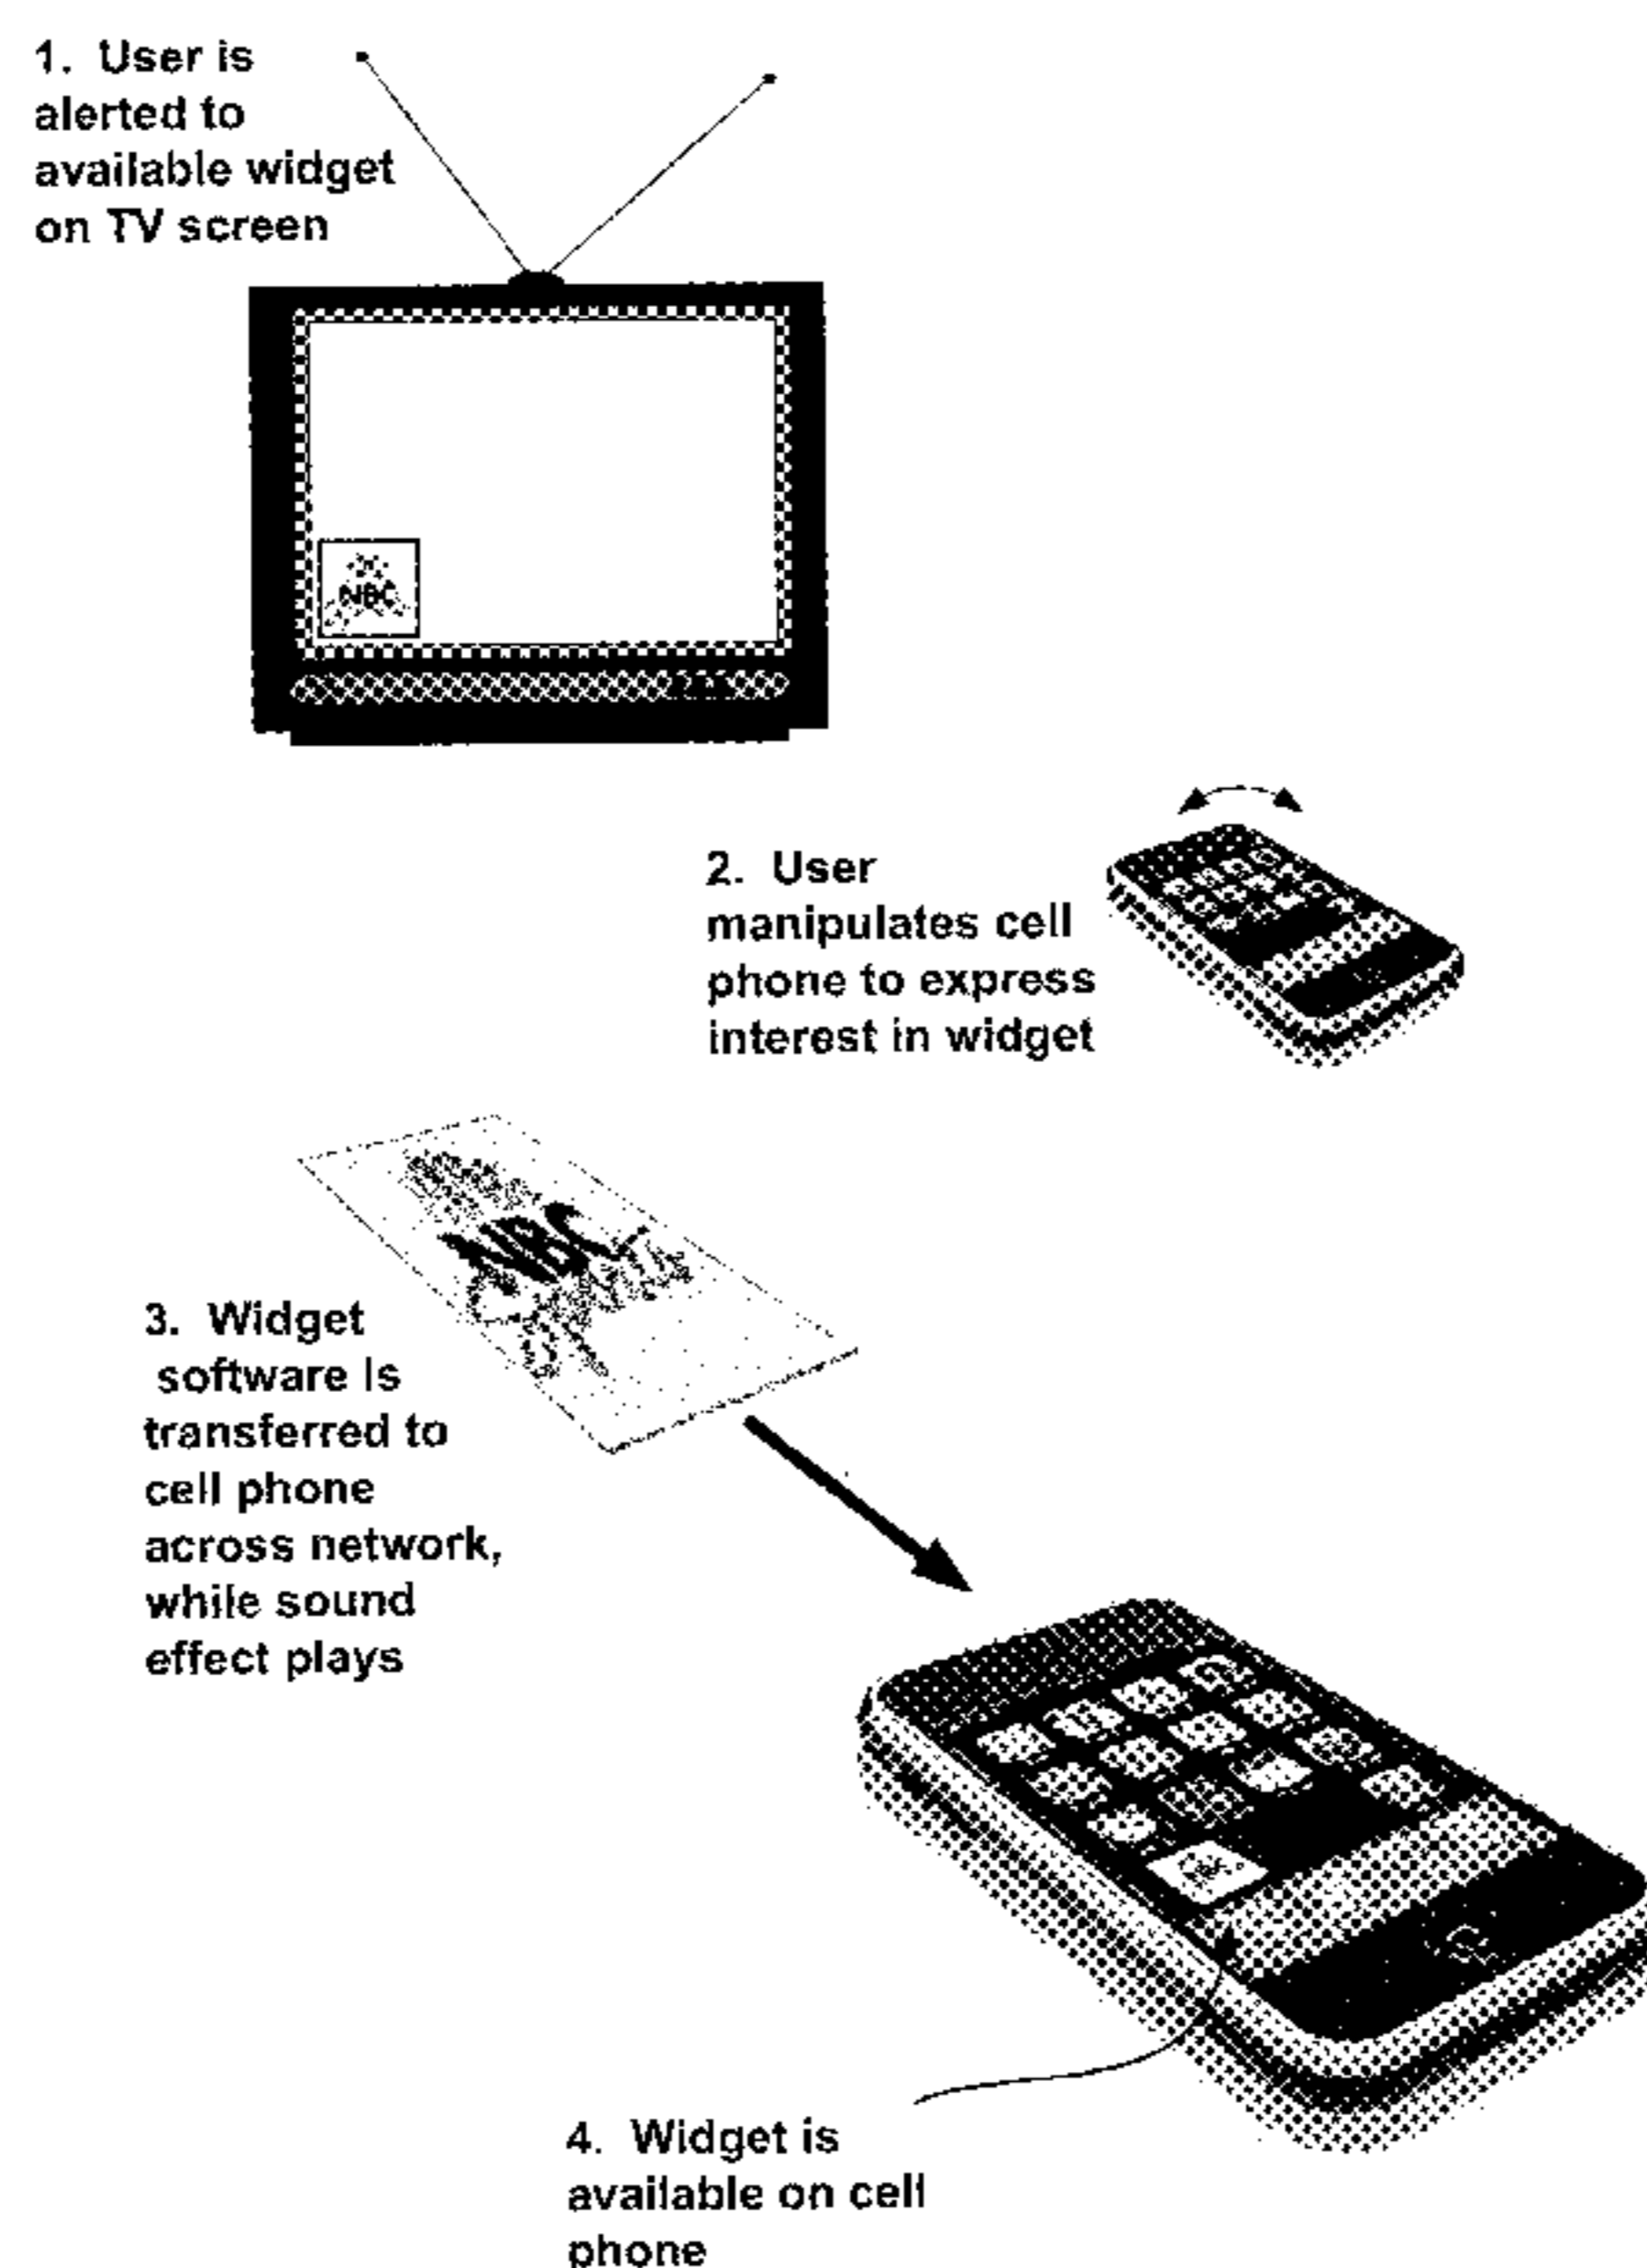 1. User is
alerted to
available widget
on TV screen
NBC
2. User
manipulates cell
phone to express
interest in widget
NBC
3. Widget
software Is
transferred to
cell phone
across network,
while sound
effect plays
4. Widget is
available on cell
phone